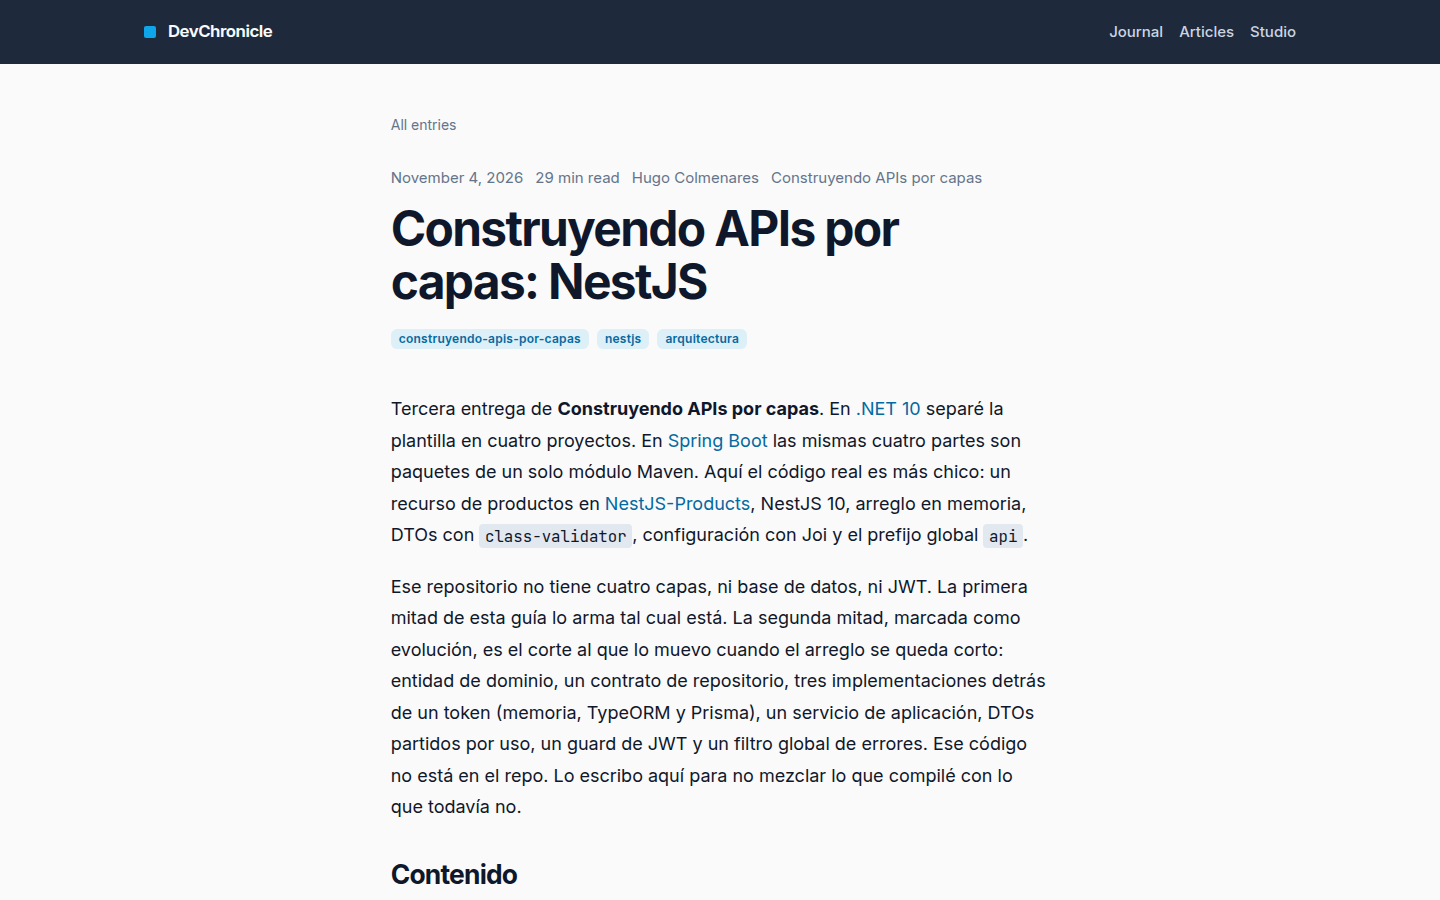 DevChronicle
Journal Articles Studio
All entries
November 4, 2026 29 min read Hugo Colmenares Construyendo APIs por capas
Construyendo APIs por
capas: NestJS
construyendo-apis-por-capas nestjs arquitectura
Tercera entrega de Construyendo APIs por capas. En .NET 10 separé la
plantilla en cuatro proyectos. En Spring Boot las mismas cuatro partes son
paquetes de un solo módulo Maven. Aquí el código real es más chico: un
recurso de productos en NestJS-Products, NestJS 10, arreglo en memoria,
DTOs con class-validator, configuración con Joi y el prefijo global api.
Ese repositorio no tiene cuatro capas, ni base de datos, ni JWT. La primera
mitad de esta guía lo arma tal cual está. La segunda mitad, marcada como
evolución, es el corte al que lo muevo cuando el arreglo se queda corto:
entidad de dominio, un contrato de repositorio, tres implementaciones detrás
de un token (memoria, TypeORM y Prisma), un servicio de aplicación, DTOs
partidos por uso, un guard de JWT y un filtro global de errores. Ese código
no está en el repo. Lo escribo aquí para no mezclar lo que compilé con lo
que todavía no.
Contenido